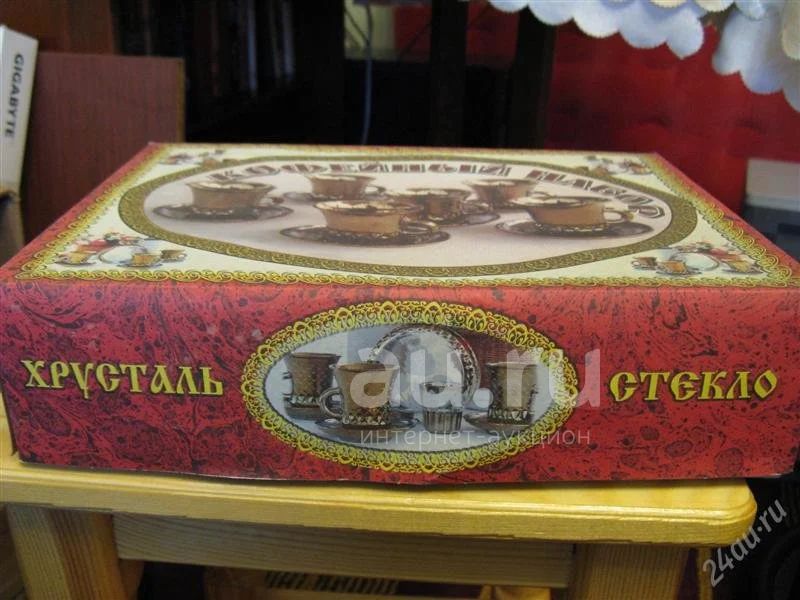 GIGABYTE
КОФЕЙНЫЙ НАБОР
ХРУСТАЛЬ
СТЕКЛО
au.ru
интернет-аукцион
24au.ru